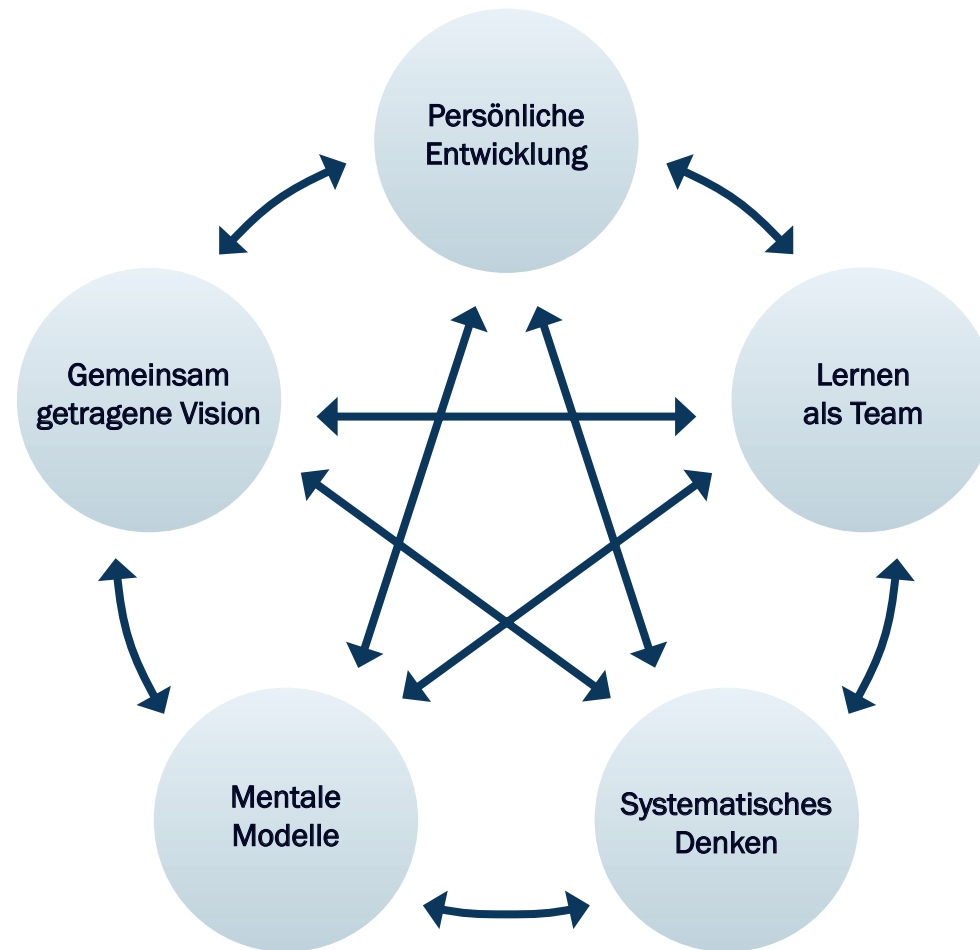 Persönliche
Entwicklung
Gemeinsam
getragene Vision
Lernen
als Team
Mentale
Modelle
Systematisches
Denken